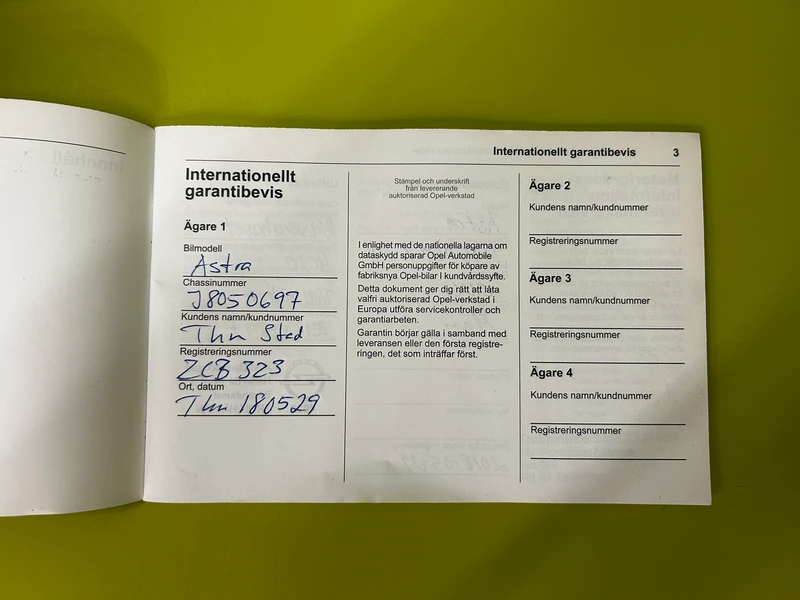 Internationellt garantibevis 3
Internationellt
garantibevis
Ägare 1
Bilmodell
Astra
Chassinummer
J8050697
Kundens namn/kundnummer
Thn Stad
Registreringsnummer
ZCB 323
Ort, datum
Thn 180529
Stämpel och underskrift
från levererande
auktoriserad Opel-verkstad
I enlighet med de nationella lagarna om
dataskydd sparar Opel Automobile
GmbH personuppgifter för köpare av
fabriksnya Opel-bilar I kundvårdssyfte.
Detta dokument ger dig rätt att låta
valfri auktoriserad Opel-verkstad i
Europa utföra servicekontroller och
garantiarbeten.
Garantin börjar gälla i samband med
leveransen eller den första registre-
ringen, det som inträffar först.
Ägare 2
Kundens namn/kundnummer
Registreringsnummer
Ägare 3
Kundens namn/kundnummer
Registreringsnummer
Ägare 4
Kundens namn/kundnummer
Registreringsnummer